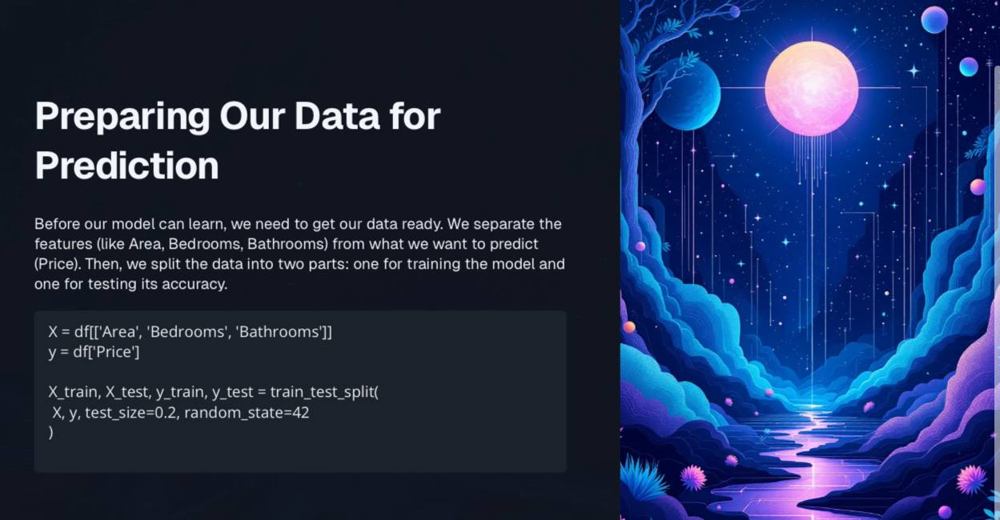 Preparing Our Data for
Prediction
Before our model can learn, we need to get our data ready. We separate the
features (like Area, Bedrooms, Bathrooms) from what we want to predict
(Price). Then, we split the data into two parts: one for training the model and
one for testing its accuracy.
X = df[['Area', 'Bedrooms', 'Bathrooms']]
y = df['Price']
X_train, X_test, y_train, y_test = train_test_split(
X, y, test_size=0.2, random_state=42
)